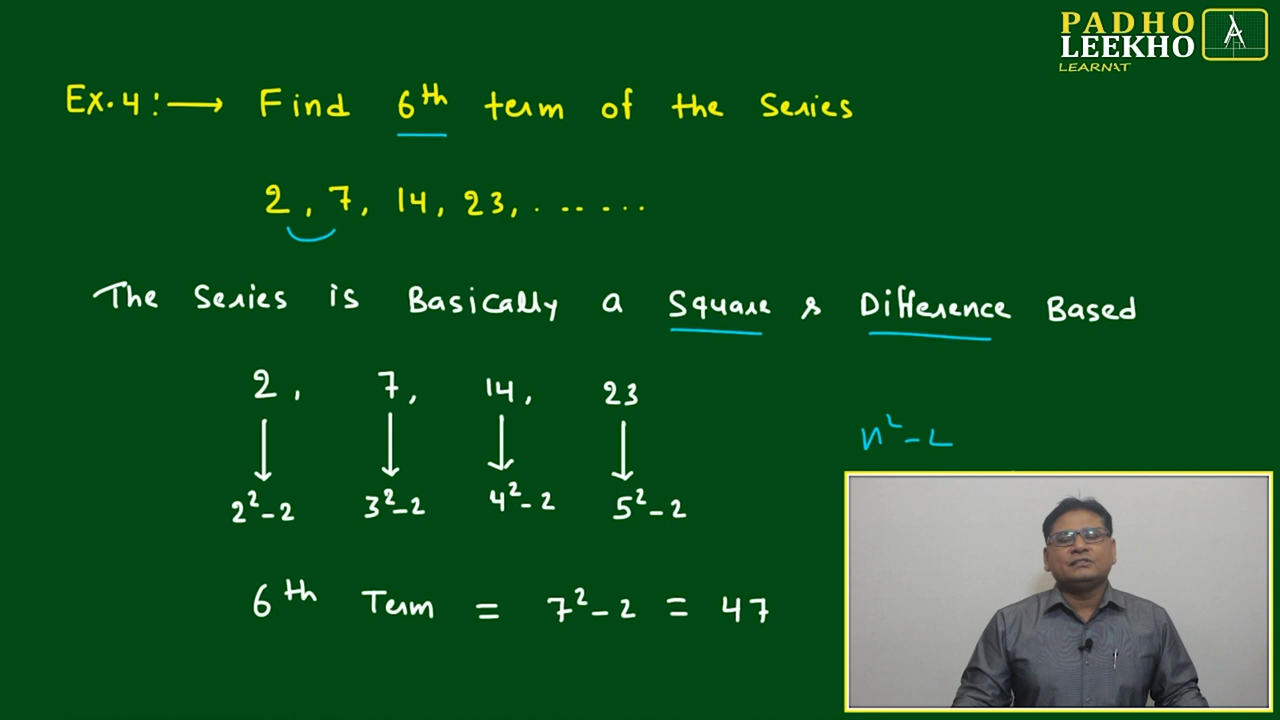 PADHO
LEEKHO
LEARNAT
Ex.4:→ Find 6th term of the Series
2, 7, 14, 23, .......
The Series is Basically a Square & Difference Based
2, 7, 14, 23
n²-2
2²-2 3²-2 4²-2 5²-2
6th Term = 7²-2 = 47